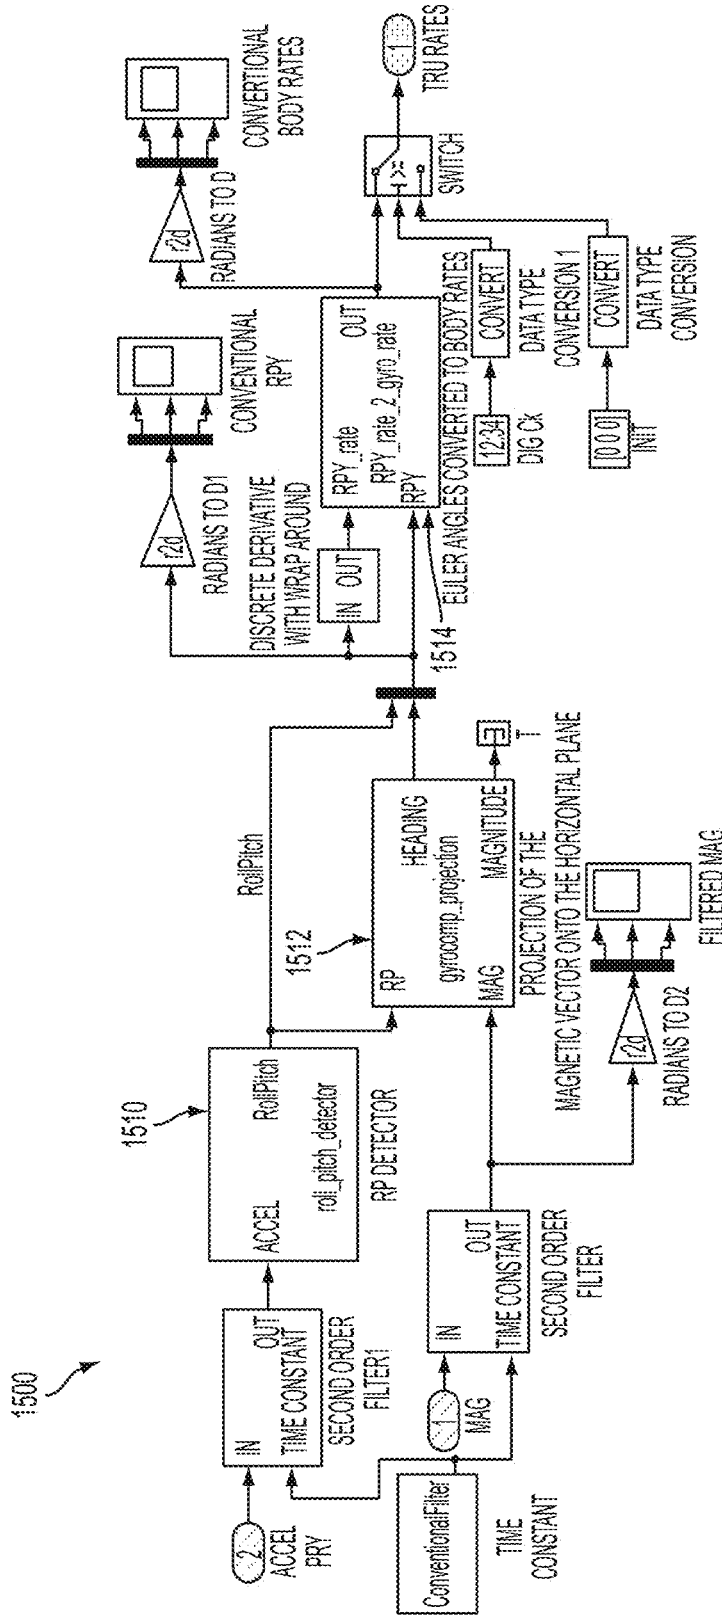 1500
2
ACCEL
PRY
IN
OUT
TIME CONSTANT
SECOND ORDER
FILTER1
ConventionalFilter
TIME
CONSTANT
1
MAG
IN
OUT
TIME CONSTANT
SECOND ORDER
FILTER
1510
ACCEL
RollPitch
roll_pitch_detector
RP DETECTOR
RollPitch
1512
RP
HEADING
gyrocomp_projection
MAG
MAGNITUDE
PROJECTION OF THE
MAGNETIC VECTOR ONTO THE HORIZONTAL PLANE
r2d
RADIANS TO D2
FILTERED MAG
r2d
RADIANS TO D1
CONVENTIONAL
RPY
DISCRETE DERIVATIVE
WITH WRAP AROUND
IN OUT
1514
RPY_rate
OUT
RPY_rate_2_gyro_rate
RPY
EULER ANGLES CONVERTED TO BODY RATES
r2d
RADIANS TO D
CONVERTIONAL
BODY RATES
12:34
DIG Ck
CONVERT
DATA TYPE
CONVERSION 1
[0 0 0]
INIT
CONVERT
DATA TYPE
CONVERSION
>=
SWITCH
1
TRU RATES